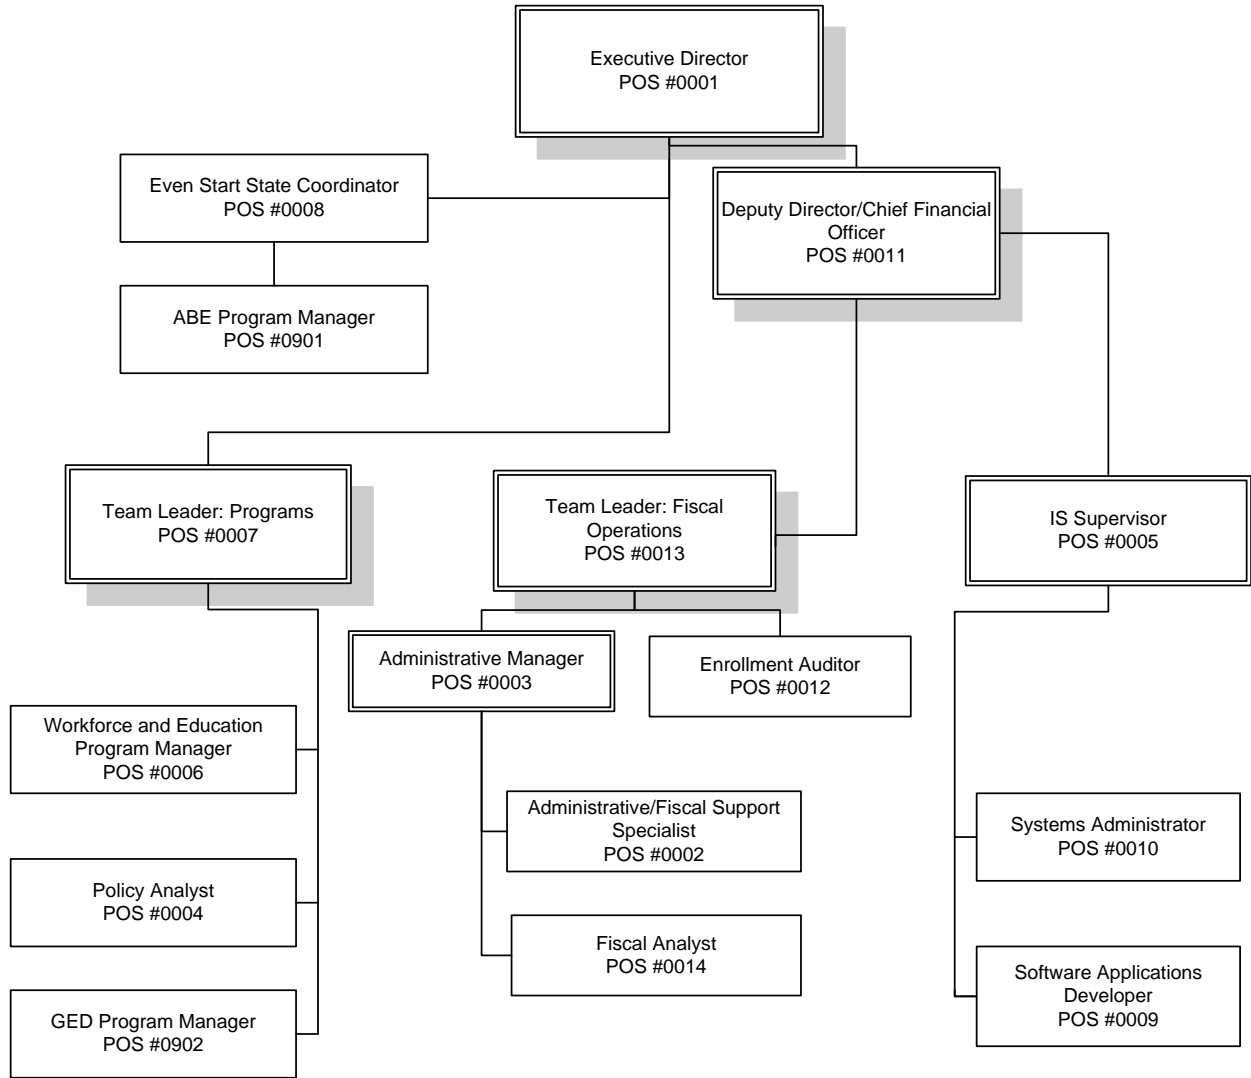 Executive Director
POS #0001
Even Start State Coordinator
POS #0008
Deputy Director/Chief Financial
Officer
POS #0011
ABE Program Manager
POS #0901
Team Leader: Programs
POS #0007
Team Leader: Fiscal
Operations
POS #0013
IS Supervisor
POS #0005
Administrative Manager
POS #0003
Enrollment Auditor
POS #0012
Workforce and Education
Program Manager
POS #0006
Administrative/Fiscal Support
Specialist
POS #0002
Systems Administrator
POS #0010
Policy Analyst
POS #0004
Fiscal Analyst
POS #0014
Software Applications
Developer
POS #0009
GED Program Manager
POS #0902